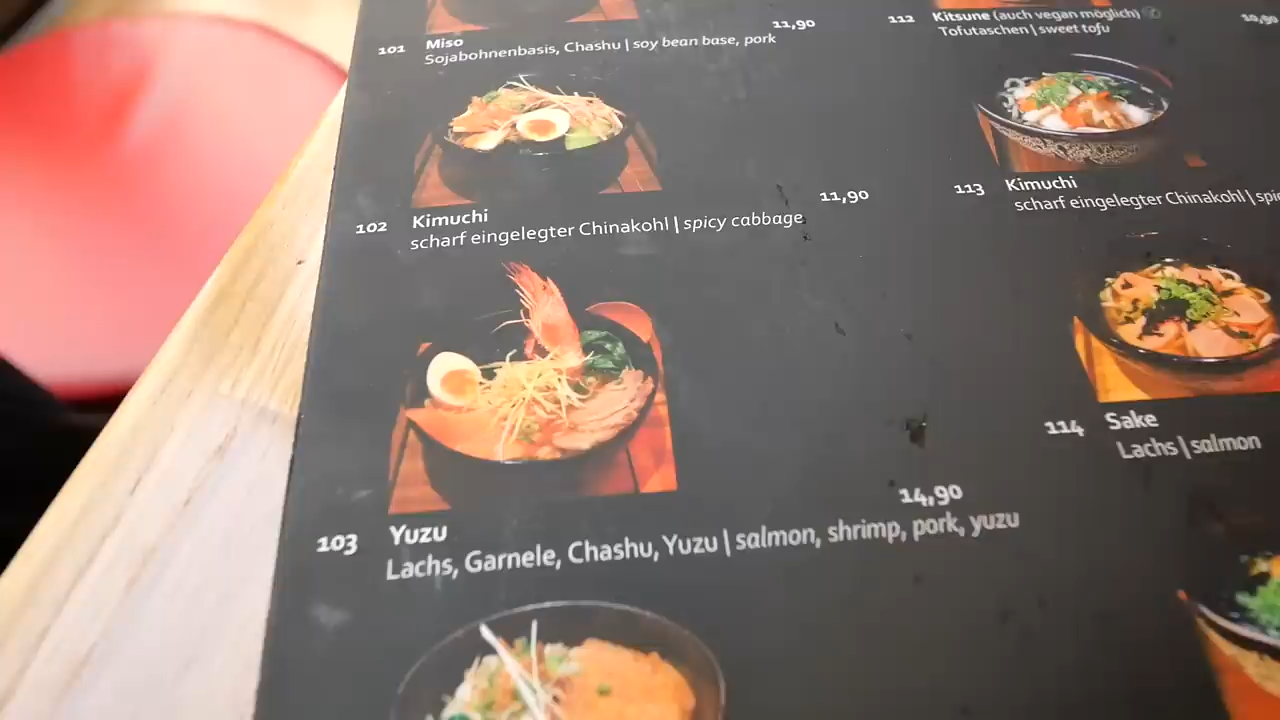 11,90
101 Miso
Sojabohnenbasis, Chashu | soy bean base, pork
11,90
102 Kimuchi
scharf eingelegter Chinakohl | spicy cabbage
14,90
103 Yuzu
Lachs, Garnele, Chashu, Yuzu | salmon, shrimp, pork, yuzu
10,90
112 Kitsune (auch vegan möglich)
Tofutaschen | sweet tofu
113 Kimuchi
scharf eingelegter Chinakohl |
114 Sake
Lachs | salmon